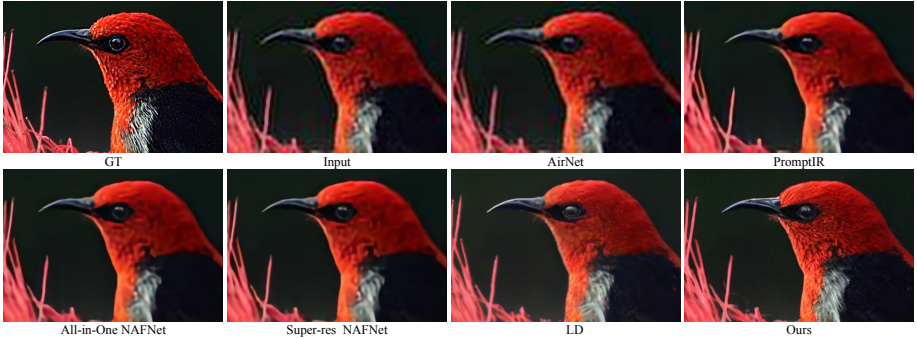 GT
Input
AirNet
PromptIR
All-in-One NAFNet
Super-res NAFNet
LD
Ours